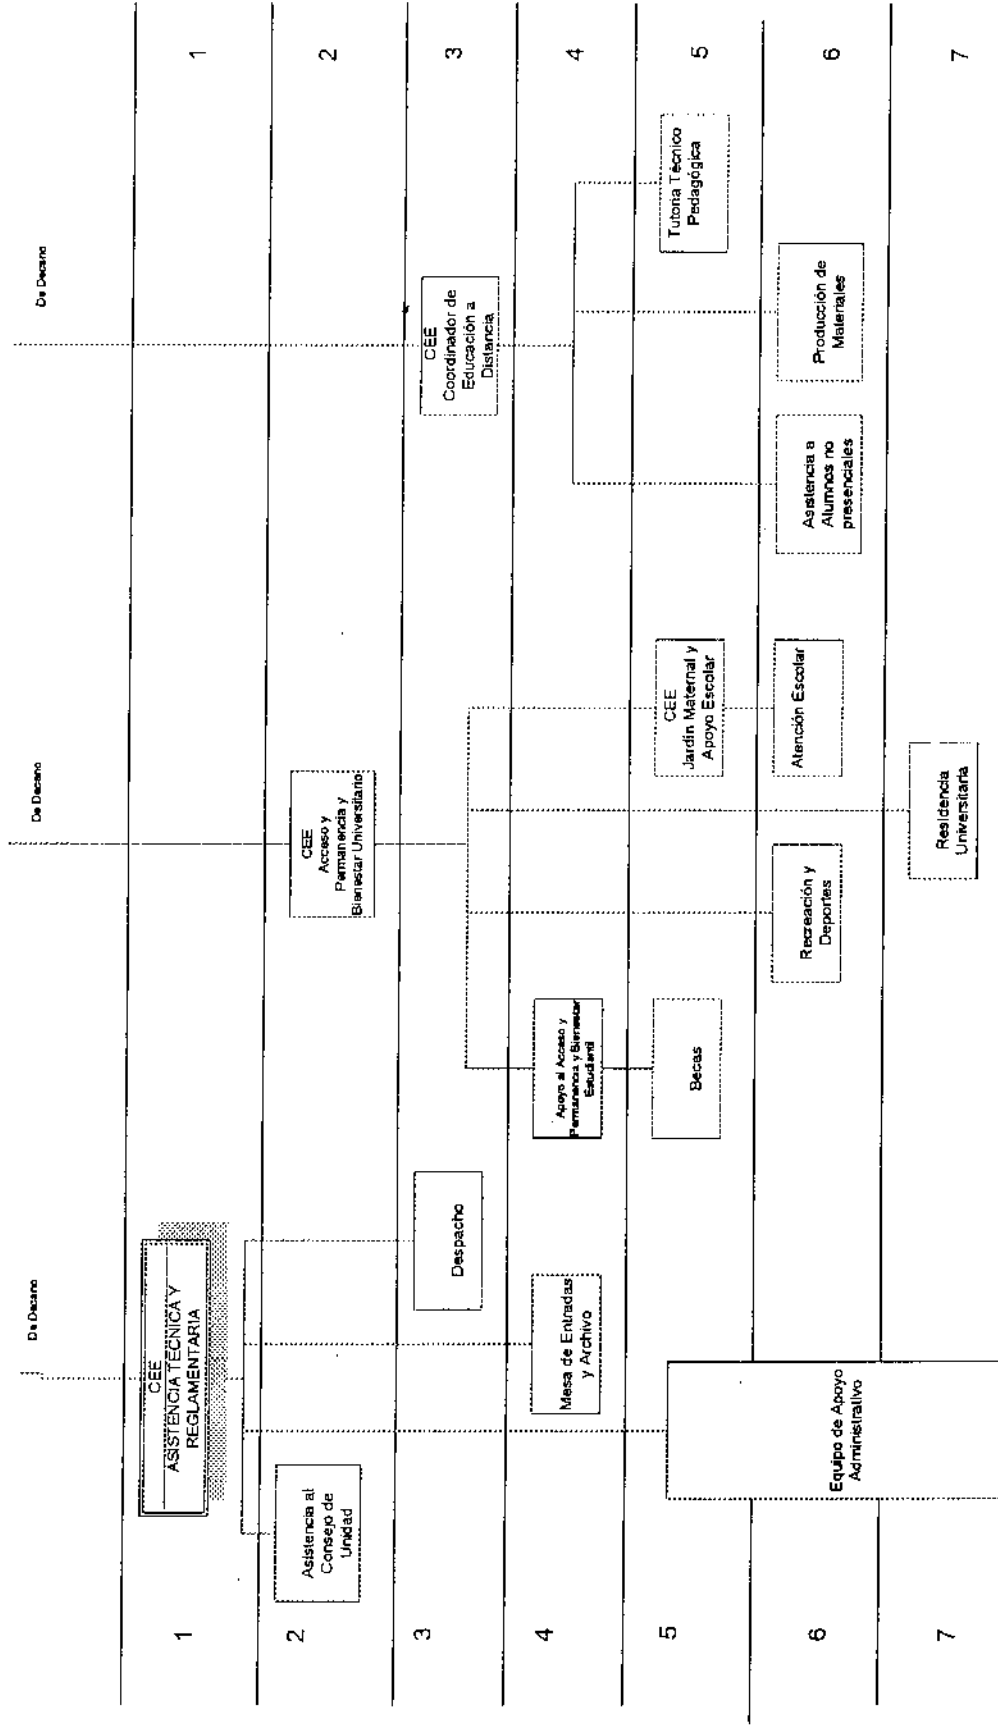 De Decano
De Decano
De Decano
1
1
CEE
ASISTENCIA TECNICA Y
REGLAMENTARIA
2
2
Asistencia al
Consejo de
Unidad
CEE
Acceso y
Permanencia y
Bienestar Universitario
3
3
Despacho
CEE
Coordinador de
Educación a
Distancia
4
4
Mesa de Entradas
y Archivo
Apoyo al Acceso y
Permanencia y Bienestar
Estudiantil
5
5
Becas
CEE
Jardín Maternal y
Apoyo Escolar
Tutoria Técnico
Pedagógica
6
6
Equipo de Apoyo
Administrativo
Recreación y
Deportes
Atención Escolar
Asistencia a
Alumnos no
presenciales
Producción de
Materiales
7
7
Residencia
Universitaria